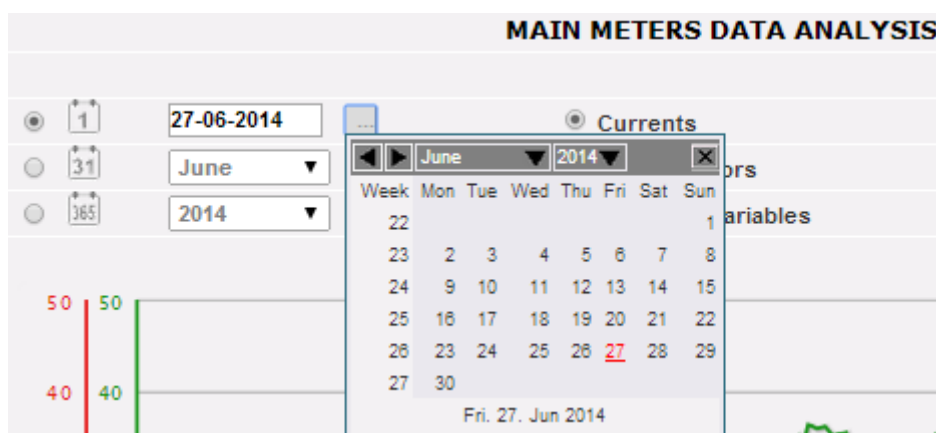 MAIN METERS DATA ANALYSIS
1 27-06-2014 ... Currents
31 June ors
365 2014 ariables
June 2014
Week Mon Tue Wed Thu Fri Sat Sun
22 1
23 2 3 4 5 6 7 8
24 9 10 11 12 13 14 15
25 16 17 18 19 20 21 22
26 23 24 25 26 27 28 29
27 30
Fri. 27. Jun 2014
50 50
40 40